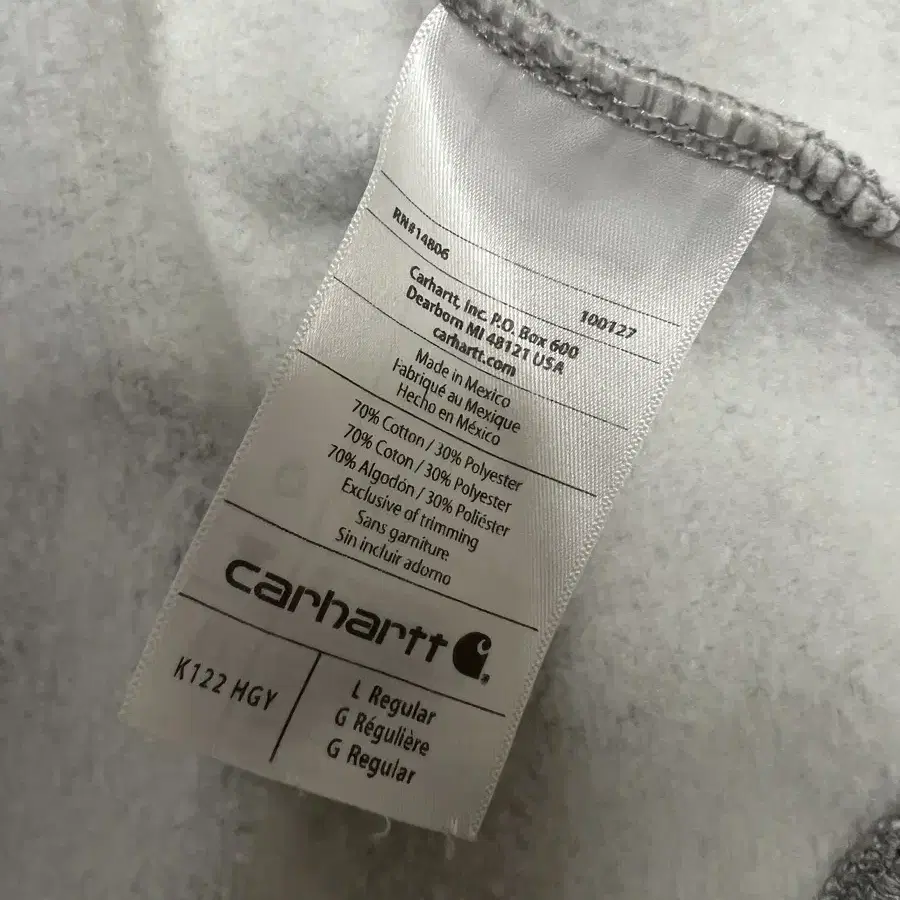 RN#14806
100127
Carhartt, Inc. P.O. Box 600
Dearborn MI 48121 USA
carhartt.com
Made in Mexico
Fabriqué au Mexique
Hecho en México
70% Cotton / 30% Polyester
70% Coton / 30% Polyester
70% Algodón / 30% Poliéster
Exclusive of trimming
Sans garniture
Sin incluir adorno
carhartt
K122 HGY
L Regular
G Régulière
G Regular